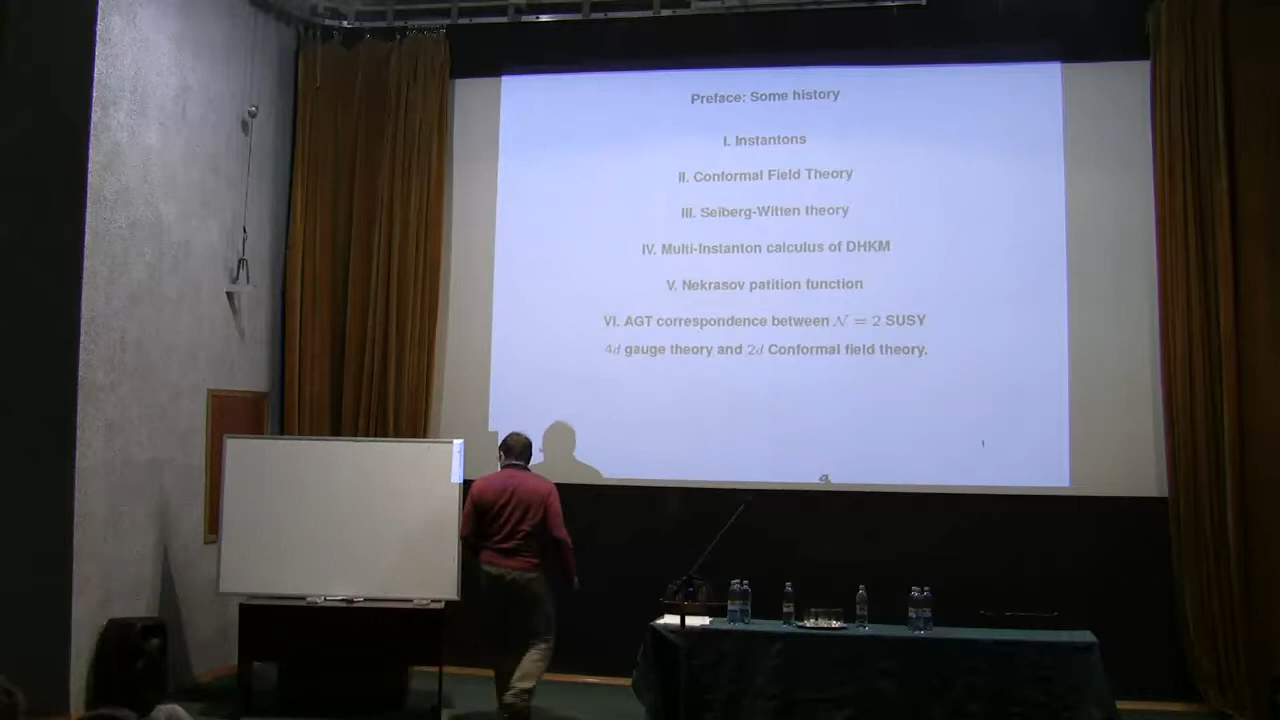 Preface: Some history
I. Instantons
II. Conformal Field Theory
III. Seiberg-Witten theory
IV. Multi-Instanton calculus of DHKM
V. Nekrasov patition function
VI. AGT correspondence between 𝒩 = 2 SUSY
4d gauge theory and 2d Conformal field theory.